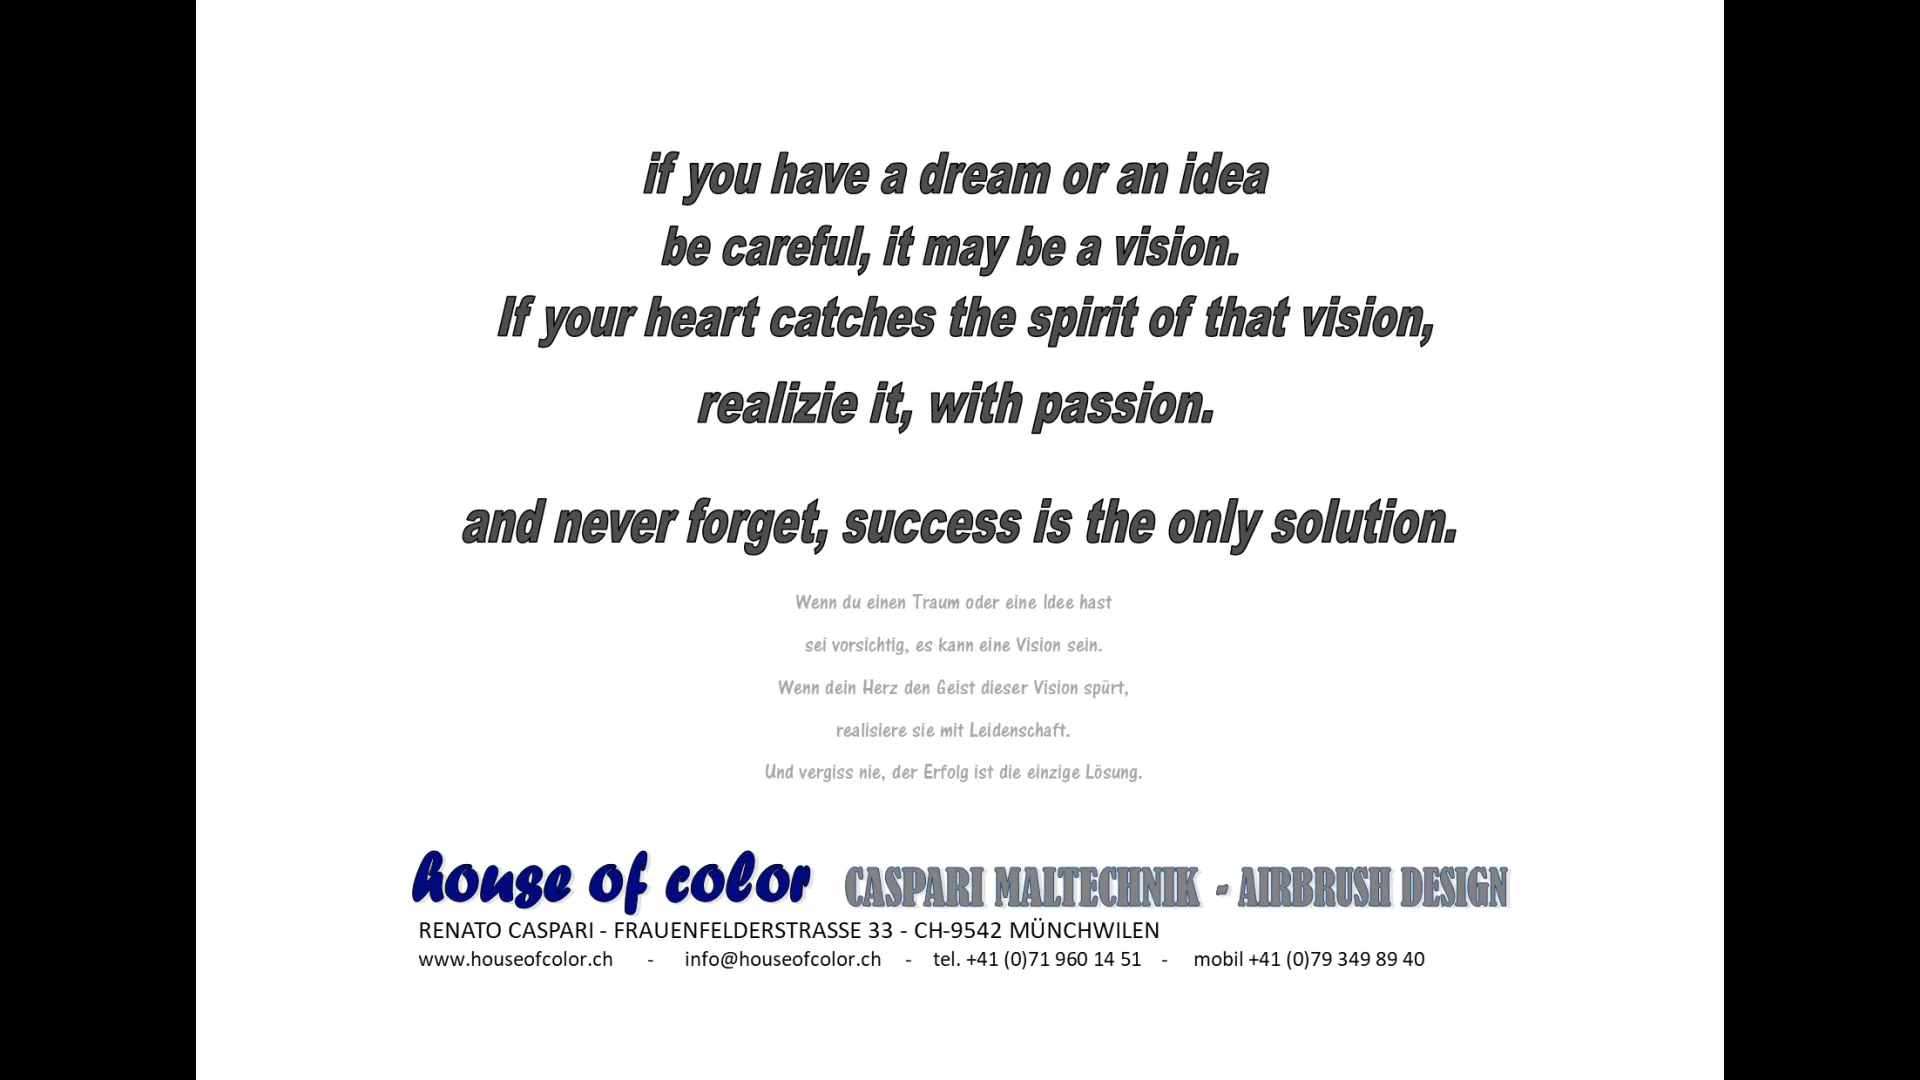 if you have a dream or an idea
be careful, it may be a vision.
If your heart catches the spirit of that vision,
realizie it, with passion.
and never forget, success is the only solution.
Wenn du einen Traum oder eine Idee hast
sei vorsichtig, es kann eine Vision sein.
Wenn dein Herz den Geist dieser Vision spürt,
realisiere sie mit Leidenschaft.
Und vergiss nie, der Erfolg ist die einzige Lösung.
house of color CASPARI MALTECHNIK - AIRBRUSH DESIGN
RENATO CASPARI - FRAUENFELDERSTRASSE 33 - CH-9542 MÜNCHWILEN
www.houseofcolor.ch - info@houseofcolor.ch - tel. +41 (0)71 960 14 51 - mobil +41 (0)79 349 89 40